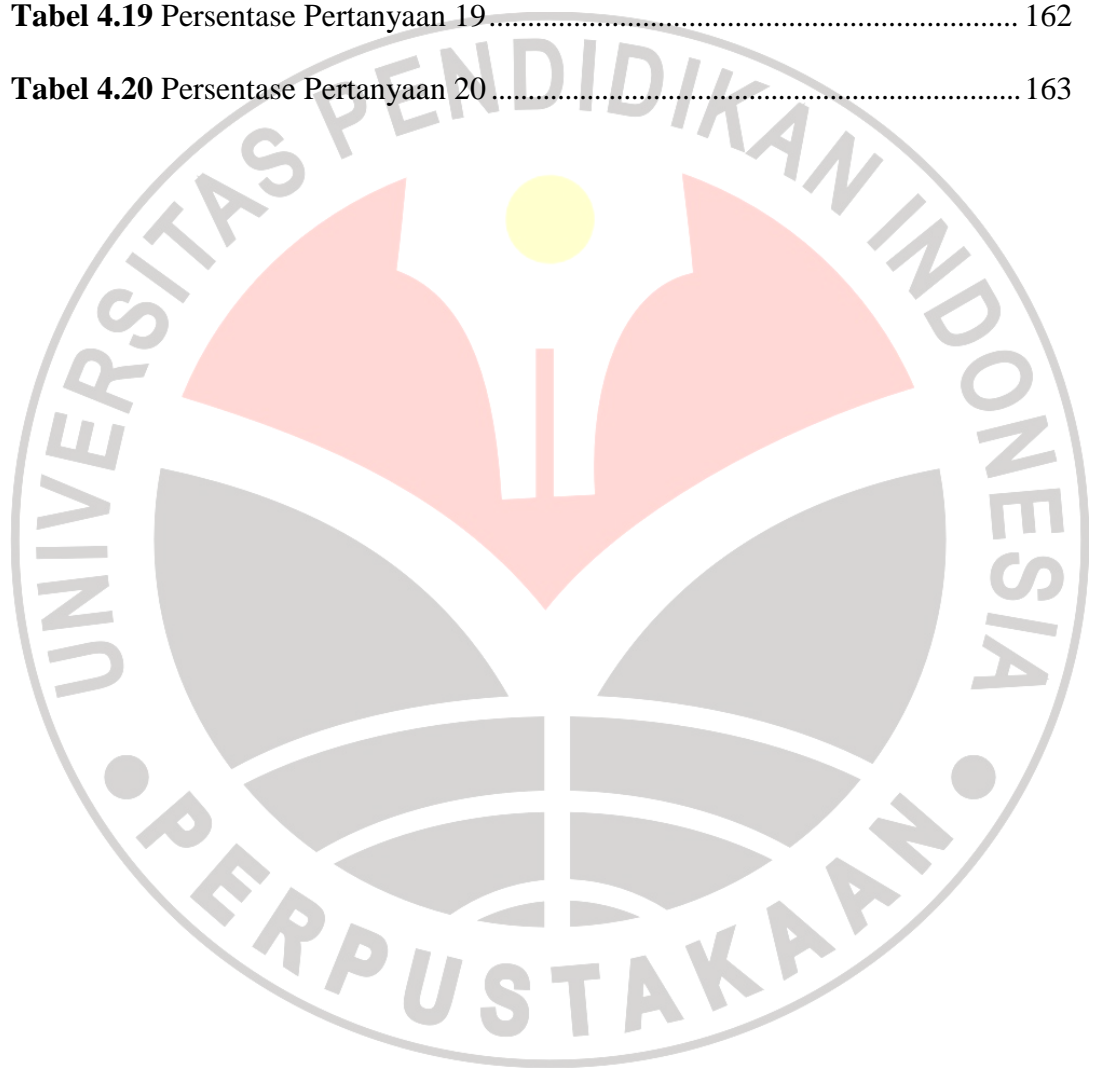 Tabel 4.19 Persentase Pertanyaan 19.................................................................. 162
Tabel 4.20 Persentase Pertanyaan 20.................................................................. 163
UNIVERSITAS PENDIDIKAN INDONESIA
PERPUSTAKAAN